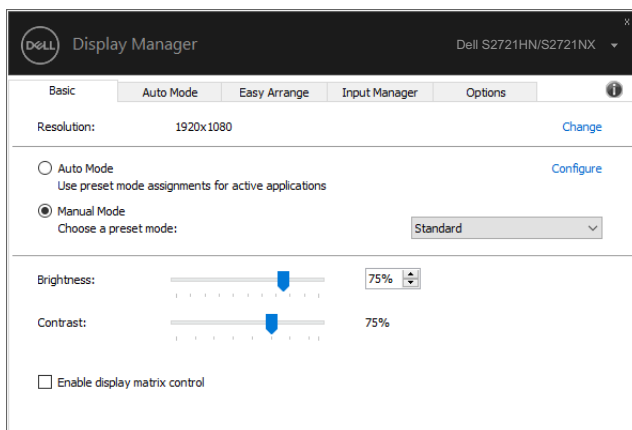 DELL Display Manager Dell S2721HN/S2721NX
Basic Auto Mode Easy Arrange Input Manager Options
Resolution: 1920x1080 Change
Auto Mode Configure
Use preset mode assignments for active applications
Manual Mode
Choose a preset mode: Standard
Brightness: 75%
Contrast: 75%
Enable display matrix control